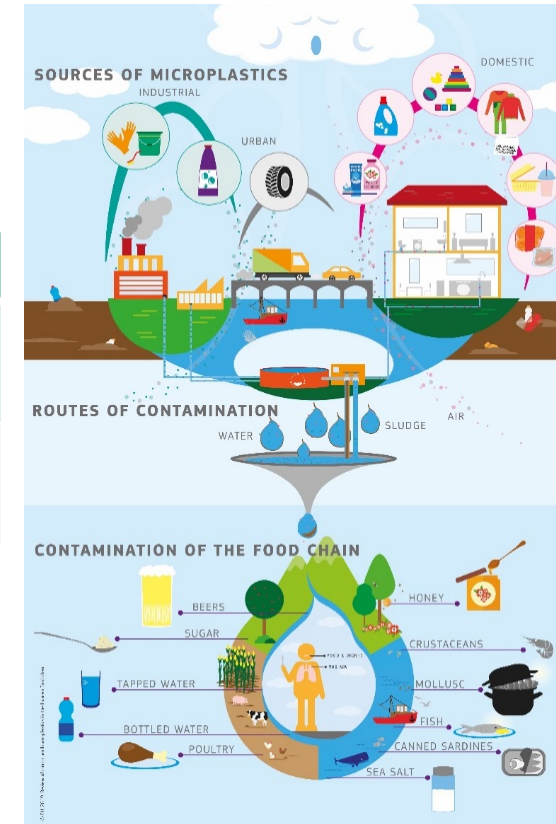 SOURCES OF MICROPLASTICS
INDUSTRIAL
URBAN
DOMESTIC
ROUTES OF CONTAMINATION
WATER
SLUDGE
AIR
CONTAMINATION OF THE FOOD CHAIN
BEERS
SUGAR
TAPPED WATER
BOTTLED WATER
POULTRY
HONEY
CRUSTACEANS
MOLLUSC
FISH
CANNED SARDINES
SEA SALT